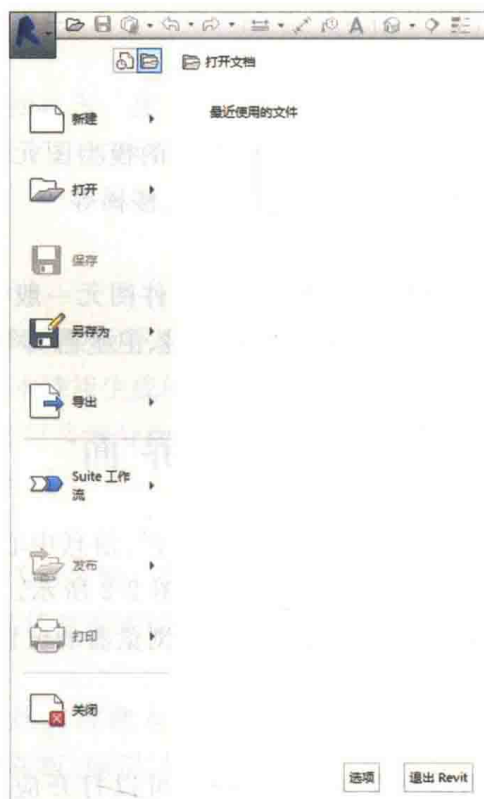 打开文档
最近使用的文件
新建
打开
保存
另存为
导出
Suite 工作
流
发布
打印
关闭
选项
退出 Revit